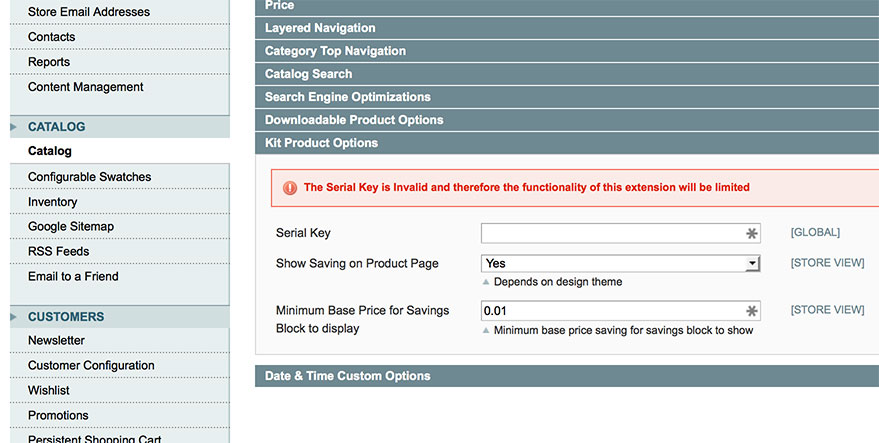 Store Email Addresses
Contacts
Reports
Content Management
CATALOG
Catalog
Configurable Swatches
Inventory
Google Sitemap
RSS Feeds
Email to a Friend
CUSTOMERS
Newsletter
Customer Configuration
Wishlist
Promotions
Persistent Shopping Cart
Price
Layered Navigation
Category Top Navigation
Catalog Search
Search Engine Optimizations
Downloadable Product Options
Kit Product Options
The Serial Key is Invalid and therefore the functionality of this extension will be limited
Serial Key [GLOBAL]
Show Saving on Product Page Yes [STORE VIEW]
Depends on design theme
Minimum Base Price for Savings 0.01 [STORE VIEW]
Block to display
Minimum base price saving for savings block to show
Date & Time Custom Options